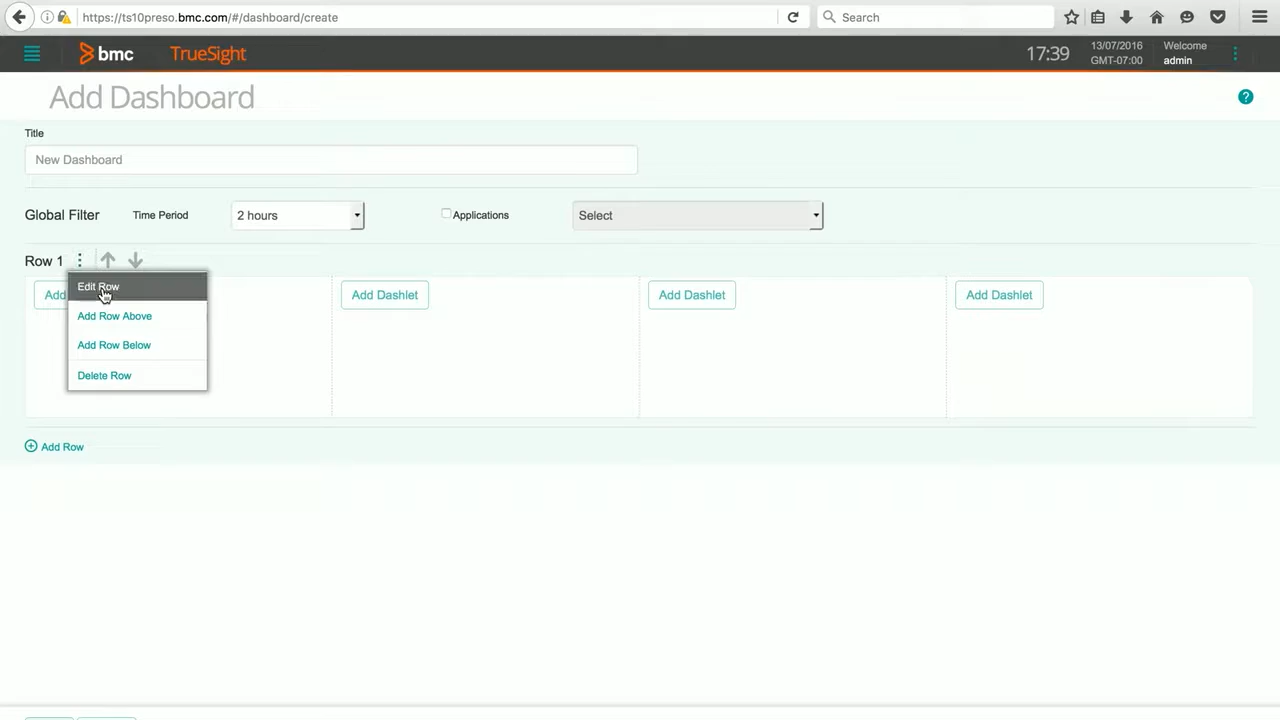 https://ts10preso.bmc.com/#/dashboard/create
Search
bmc
TrueSight
17:39
13/07/2016
GMT-07:00
Welcome
admin
Add Dashboard
?
Title
New Dashboard
Global Filter
Time Period
2 hours
Applications
Select
Row 1
Edit Row
Add Row Above
Add Row Below
Delete Row
Add
Add Dashlet
Add Dashlet
Add Dashlet
Add Row